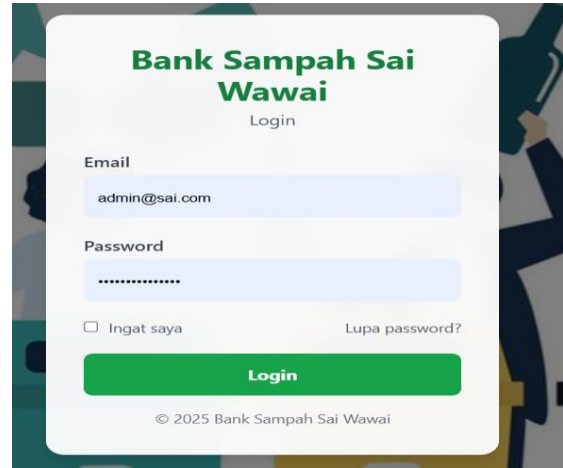 Bank Sampah Sai
Wawai
Login
Email
admin@sai.com
Password
Ingat saya
Lupa password?
Login
© 2025 Bank Sampah Sai Wawai